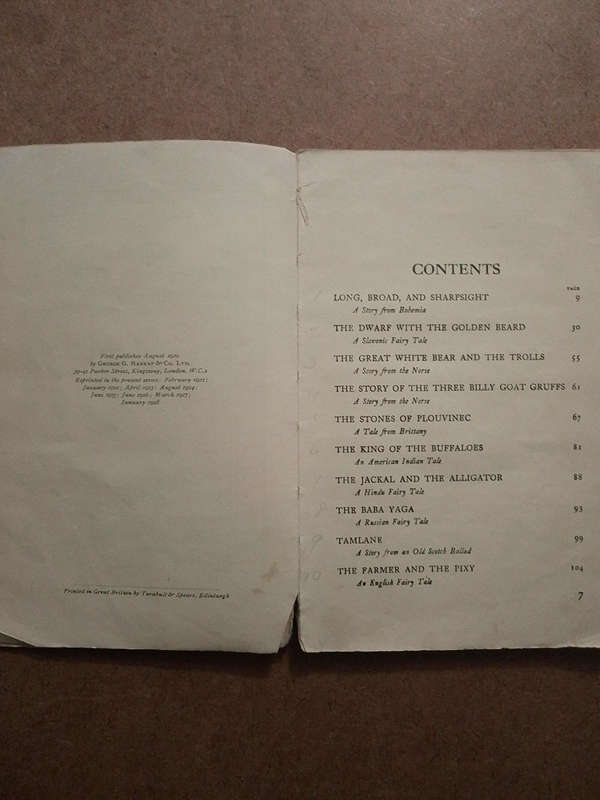 First published August 1920
by GEORGE G. HARRAP & CO. LTD.
39-41 Parker Street, Kingsway, London, W.C.2
Reprinted in the present series: February 1922;
January 1922; April 1923; August 1924;
June 1925; June 1926; March 1927;
January 1928
Printed in Great Britain by Turnbull & Spears, Edinburgh
CONTENTS
PAGE
LONG, BROAD, AND SHARPSIGHT 9
A Story from Bohemia
THE DWARF WITH THE GOLDEN BEARD 30
A Slavonic Fairy Tale
THE GREAT WHITE BEAR AND THE TROLLS 55
A Story from the Norse
THE STORY OF THE THREE BILLY GOAT GRUFFS 61
A Story from the Norse
THE STONES OF PLOUVINEC 67
A Tale from Brittany
THE KING OF THE BUFFALOES 81
An American Indian Tale
THE JACKAL AND THE ALLIGATOR 88
A Hindu Fairy Tale
THE BABA YAGA 93
A Russian Fairy Tale
TAMLANE 99
A Story from an Old Scotch Ballad
THE FARMER AND THE PIXY 104
An English Fairy Tale
7